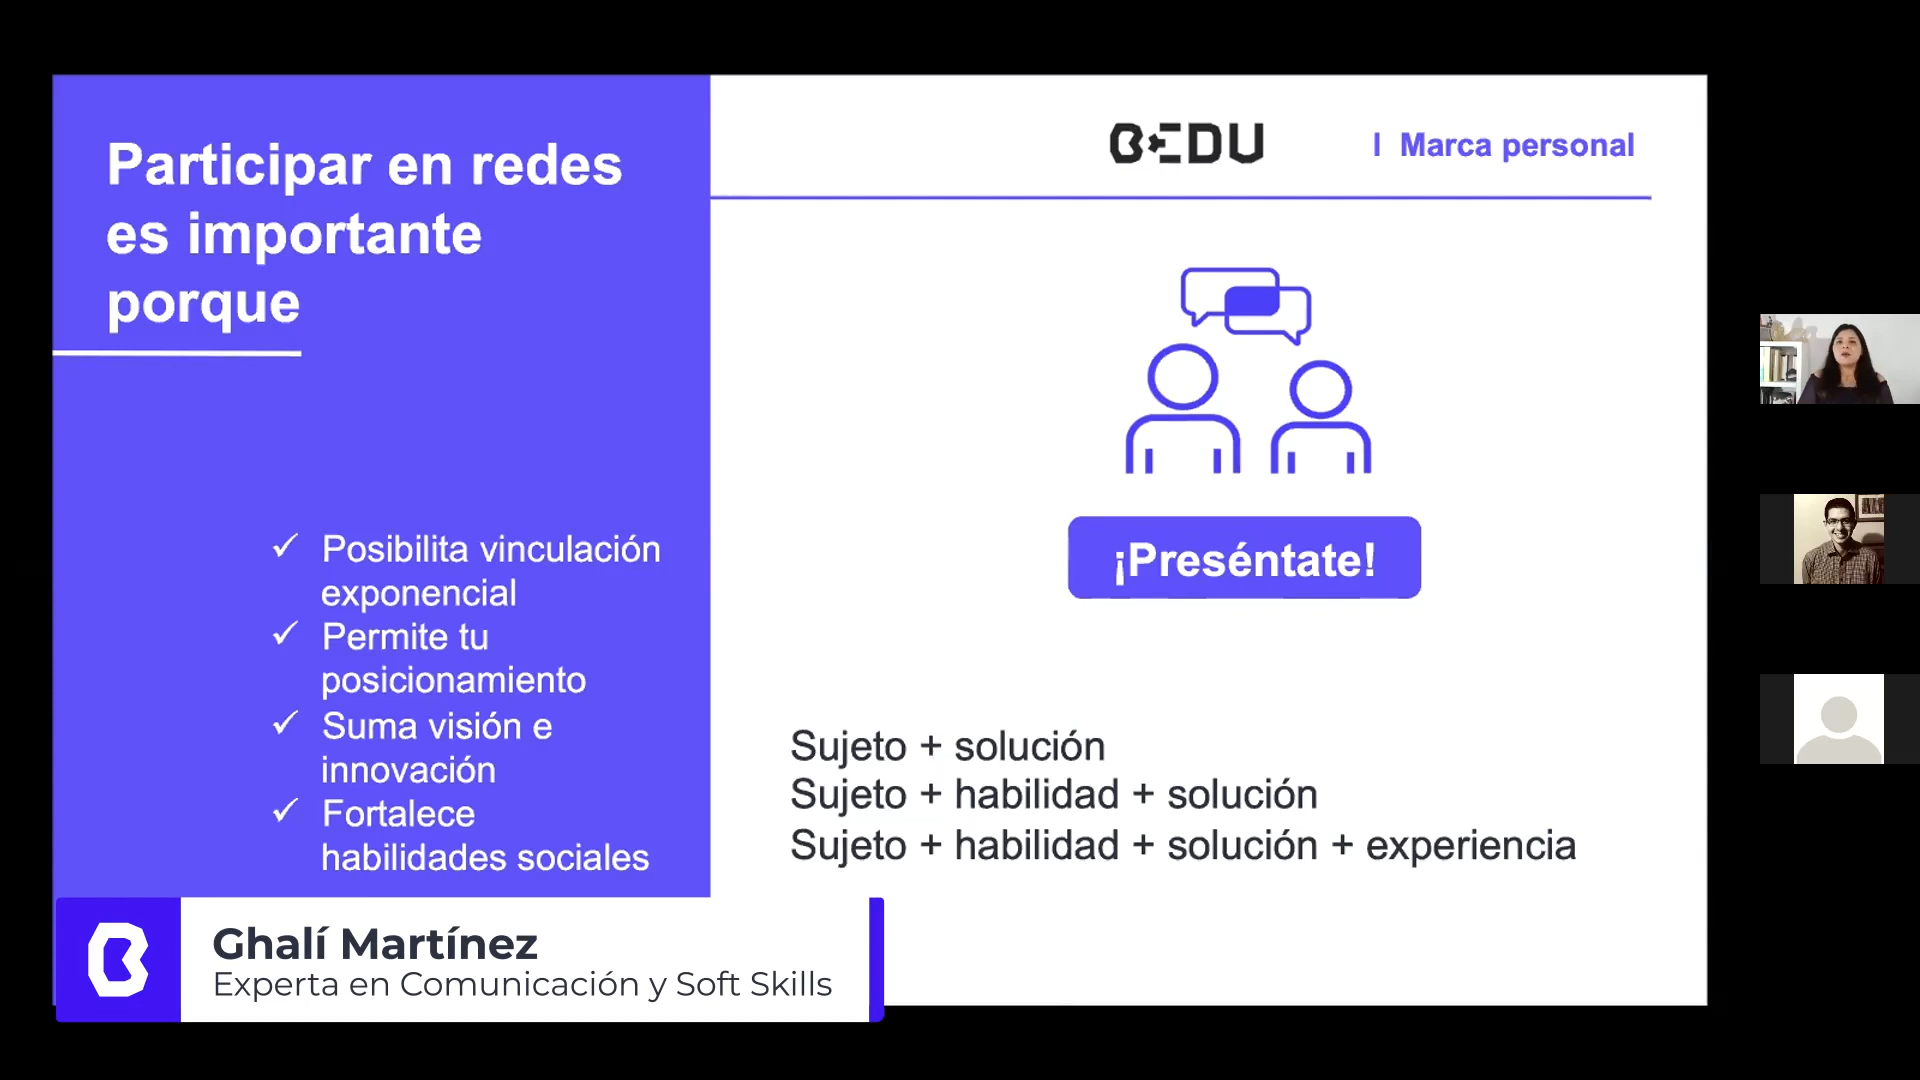 Participar en redes
es importante
porque
✓ Posibilita vinculación
exponencial
✓ Permite tu
posicionamiento
✓ Suma visión e
innovación
✓ Fortalece
habilidades sociales
BEDU
I Marca personal
¡Preséntate!
Sujeto + solución
Sujeto + habilidad + solución
Sujeto + habilidad + solución + experiencia
B
Ghalí Martínez
Experta en Comunicación y Soft Skills